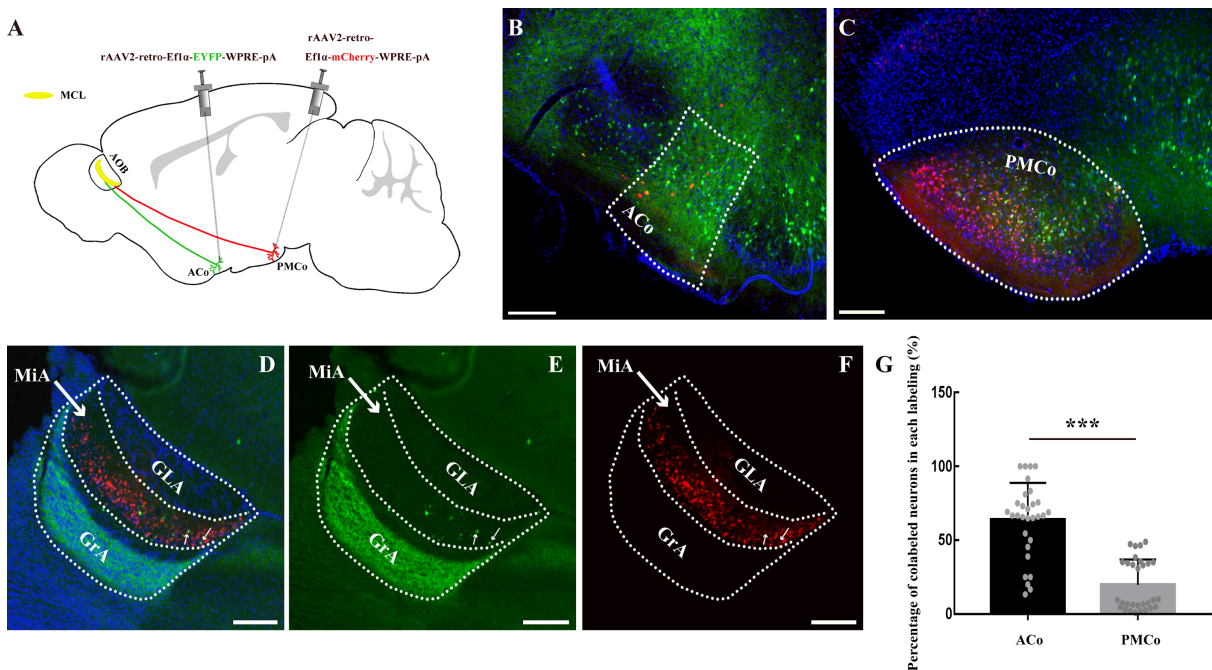 A
rAAV2-retro-Ef1α-EYFP-WPRE-pA
rAAV2-retro-
Ef1α-mCherry-WPRE-pA
MCL
AOB
ACo
PMCo
B
ACo
C
PMCo
D
MiA
GLA
GrA
E
MiA
GLA
GrA
F
MiA
GLA
GrA
G
Percentage of colabeled neurons in each labeling (%)
150
100
50
0
***
ACo
PMCo